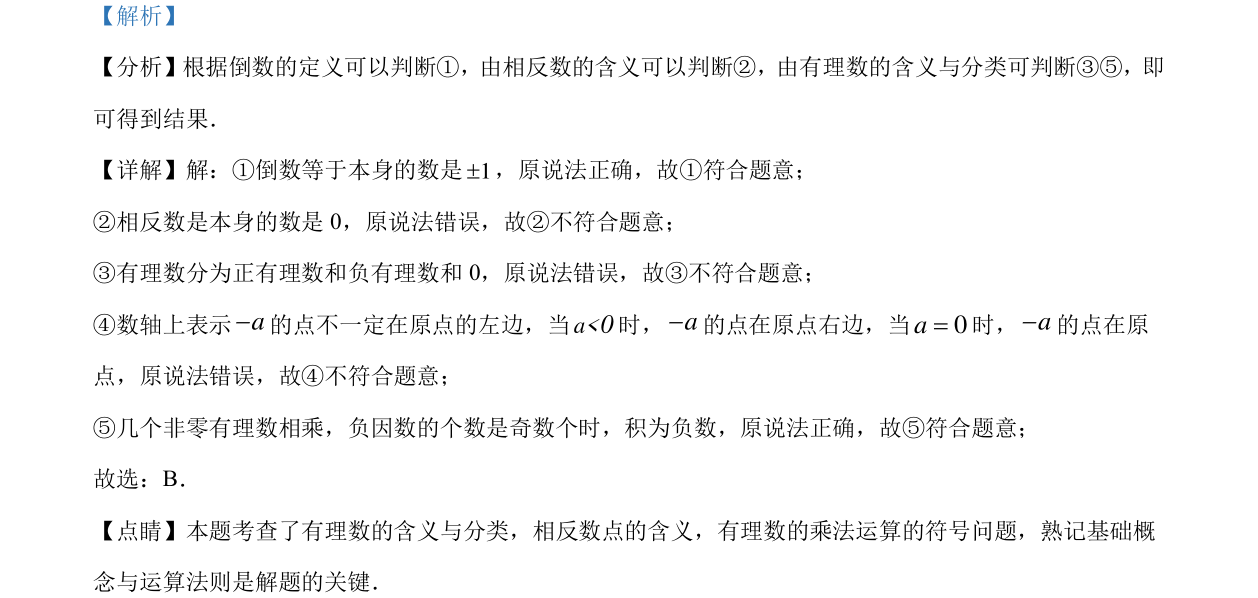 【解析】
【分析】根据倒数的定义可以判断①，由相反数的含义可以判断②，由有理数的含义与分类可判断③⑤，即
可得到结果．
【详解】解：①倒数等于本身的数是±1，原说法正确，故①符合题意；
②相反数是本身的数是 0，原说法错误，故②不符合题意；
③有理数分为正有理数和负有理数和 0，原说法错误，故③不符合题意；
④数轴上表示−a 的点不一定在原点的左边，当a<0时，−a 的点在原点右边，当a = 0时，−a 的点在原
点，原说法错误，故④不符合题意；
⑤几个非零有理数相乘，负因数的个数是奇数个时，积为负数，原说法正确，故⑤符合题意；
故选：B．
【点睛】本题考查了有理数的含义与分类，相反数点的含义，有理数的乘法运算的符号问题，熟记基础概
念与运算法则是解题的关键．